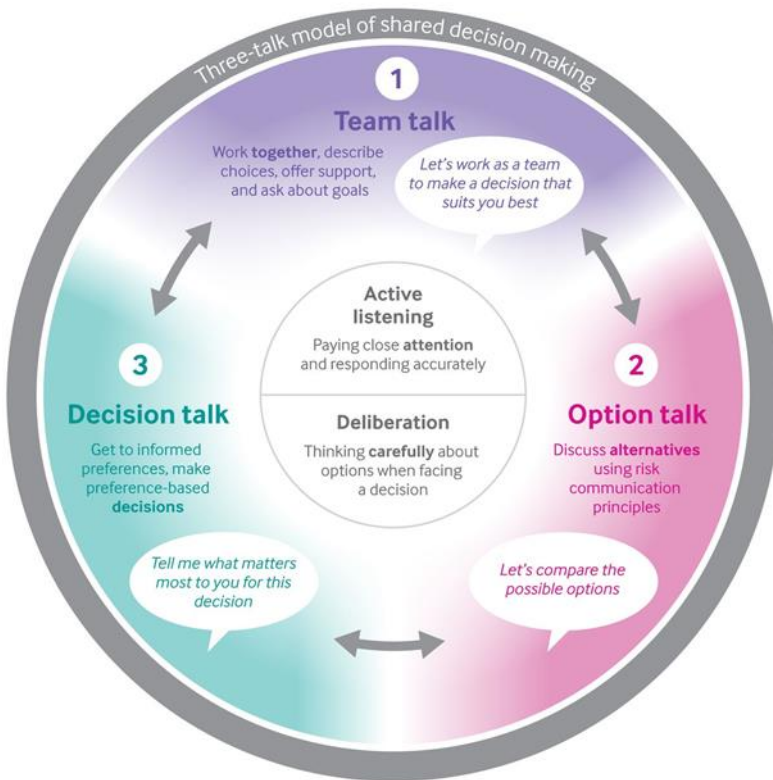 Three-talk model of shared decision making
1
Team talk
Work together, describe
choices, offer support,
and ask about goals
Let's work as a team
to make a decision that
suits you best
Active
listening
Paying close attention
and responding accurately
Deliberation
Thinking carefully about
options when facing
a decision
2
Option talk
Discuss alternatives
using risk
communication
principles
Let's compare the
possible options
3
Decision talk
Get to informed
preferences, make
preference-based
decisions
Tell me what matters
most to you for this
decision